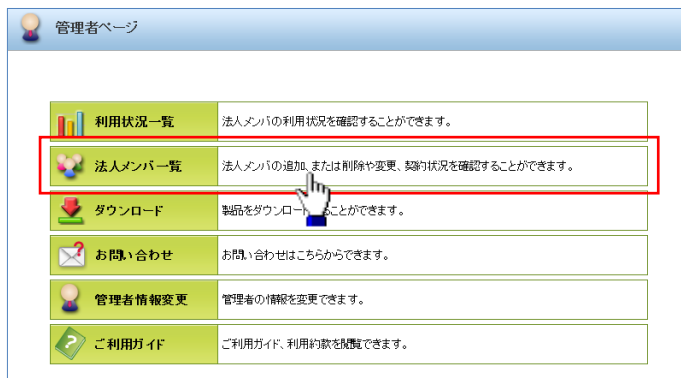 管理者ページ
利用状況一覧 法人メンバの利用状況を確認することができます。
法人メンバ一覧 法人メンバの追加、または削除や変更、契約状況を確認することができます。
ダウンロード 製品をダウンロー ることができます。
お問い合わせ お問い合わせはこちらからできます。
管理者情報変更 管理者の情報を変更できます。
ご利用ガイド ご利用ガイド、利用約款を閲覧できます。